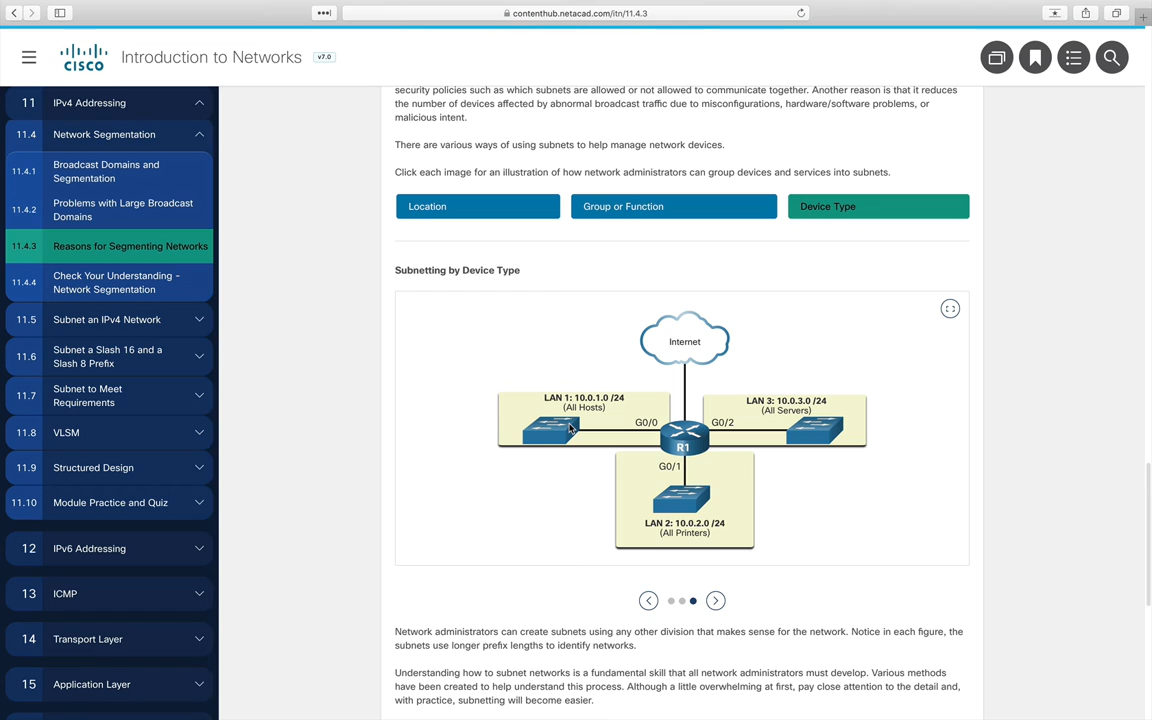 contenthub.netacad.com/itn/11.4.3
CISCO
Introduction to Networks
v7.0
11 IPv4 Addressing
11.4 Network Segmentation
11.4.1 Broadcast Domains and
Segmentation
11.4.2 Problems with Large Broadcast
Domains
11.4.3 Reasons for Segmenting Networks
11.4.4 Check Your Understanding -
Network Segmentation
11.5 Subnet an IPv4 Network
11.6 Subnet a Slash 16 and a
Slash 8 Prefix
11.7 Subnet to Meet
Requirements
11.8 VLSM
11.9 Structured Design
11.10 Module Practice and Quiz
12 IPv6 Addressing
13 ICMP
14 Transport Layer
15 Application Layer
security policies such as which subnets are allowed or not allowed to communicate together. Another reason is that it reduces
the number of devices affected by abnormal broadcast traffic due to misconfigurations, hardware/software problems, or
malicious intent.
There are various ways of using subnets to help manage network devices.
Click each image for an illustration of how network administrators can group devices and services into subnets.
Location
Group or Function
Device Type
Subnetting by Device Type
Internet
LAN 1: 10.0.1.0 /24
(All Hosts)
LAN 3: 10.0.3.0 /24
(All Servers)
G0/0
G0/2
R1
G0/1
LAN 2: 10.0.2.0 /24
(All Printers)
Network administrators can create subnets using any other division that makes sense for the network. Notice in each figure, the
subnets use longer prefix lengths to identify networks.
Understanding how to subnet networks is a fundamental skill that all network administrators must develop. Various methods
have been created to help understand this process. Although a little overwhelming at first, pay close attention to the detail and,
with practice, subnetting will become easier.